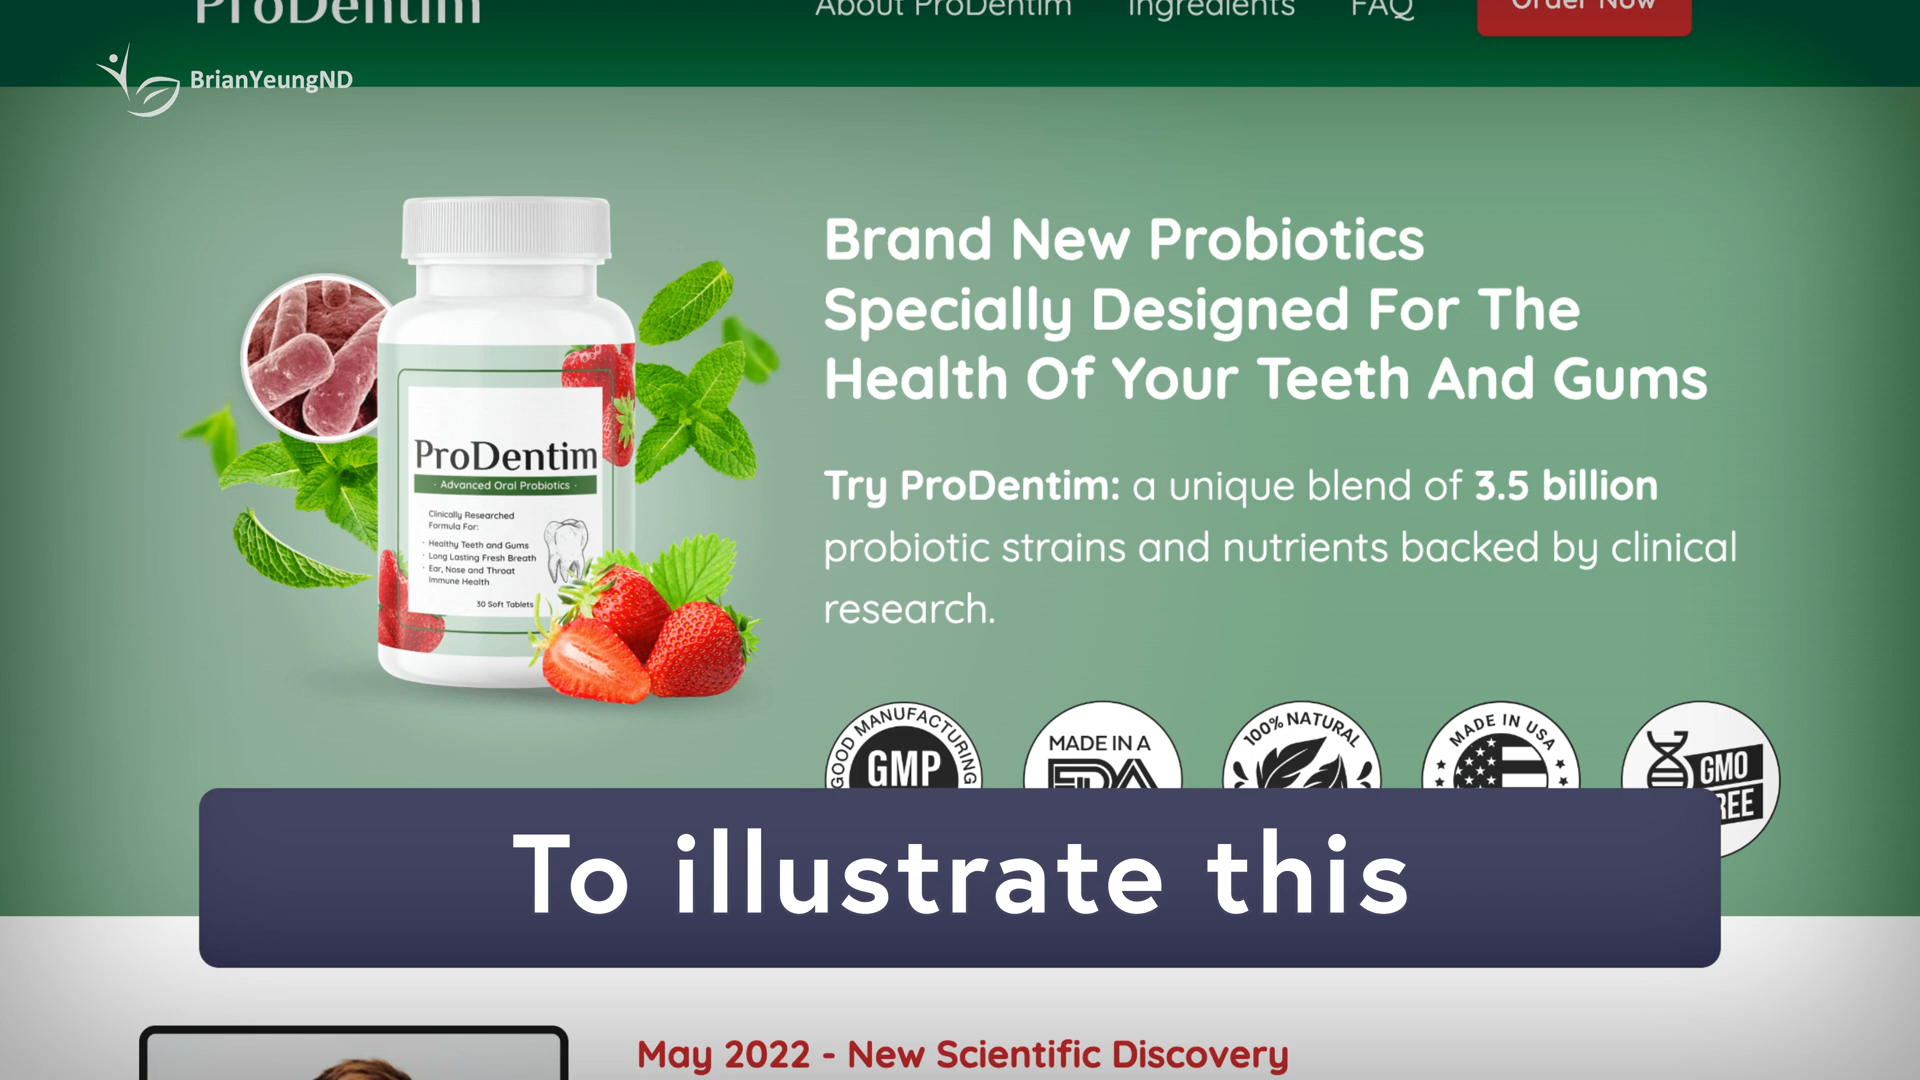 ProDentim
About ProDentim
Ingredients
FAQ
Order Now
BrianYeungND
Brand New Probiotics
Specially Designed For The
Health Of Your Teeth And Gums
Try ProDentim: a unique blend of 3.5 billion
probiotic strains and nutrients backed by clinical
research.
ProDentim
· Advanced Oral Probiotics ·
Clinically Researched
Formula For:
· Healthy Teeth and Gums
· Long Lasting Fresh Breath
· Ear, Nose and Throat
Immune Health
30 Soft Tablets
GOOD MANUFACTURING
GMP
MADE IN A
FDA
100% NATURAL
MADE IN USA
GMO
FREE
To illustrate this
May 2022 - New Scientific Discovery